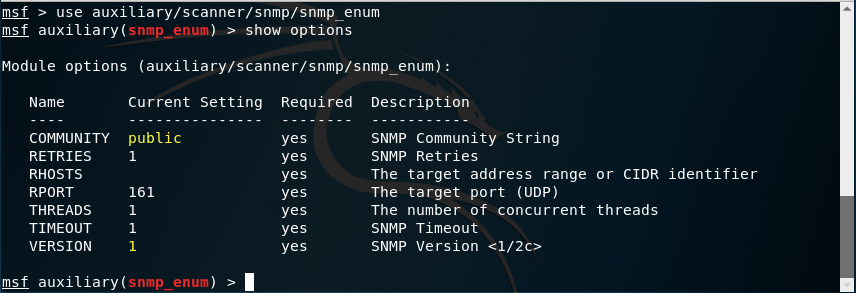 msf > use auxiliary/scanner/snmp/snmp_enum
msf auxiliary(snmp_enum) > show options
Module options (auxiliary/scanner/snmp/snmp_enum):
Name Current Setting Required Description
---- --------------- -------- -----------
COMMUNITY public yes SNMP Community String
RETRIES 1 yes SNMP Retries
RHOSTS yes The target address range or CIDR identifier
RPORT 161 yes The target port (UDP)
THREADS 1 yes The number of concurrent threads
TIMEOUT 1 yes SNMP Timeout
VERSION 1 yes SNMP Version <1/2c>
msf auxiliary(snmp_enum) >